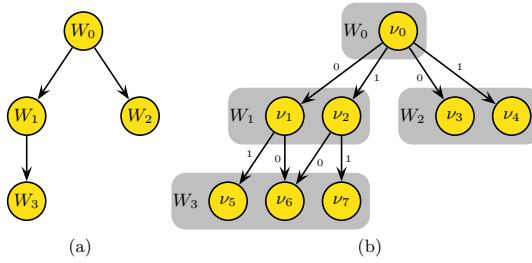 W₀
W₁ W₂
W₃
(a)
W₀ ν₀
0 1 0 1
W₁ ν₁ ν₂ W₂ ν₃ ν₄
1 0 0 1
W₃ ν₅ ν₆ ν₇
(b)